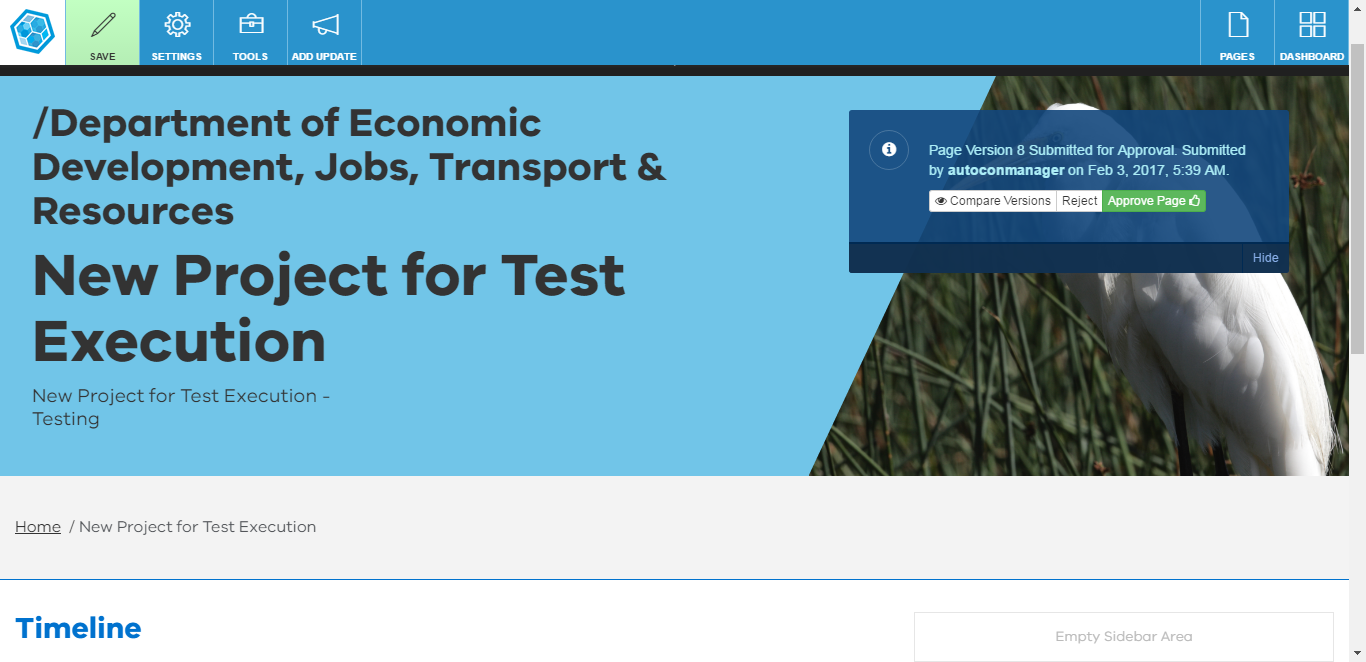 SAVE
SETTINGS
TOOLS
ADD UPDATE
PAGES
DASHBOARD
/Department of Economic
Development, Jobs, Transport &
Resources
New Project for Test
Execution
New Project for Test Execution -
Testing
Page Version 8 Submitted for Approval. Submitted
by autoconmanager on Feb 3, 2017, 5:39 AM.
Compare Versions Reject Approve Page
Hide
Home / New Project for Test Execution
Timeline
Empty Sidebar Area